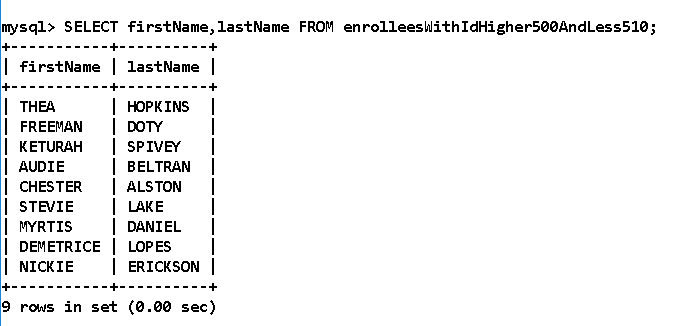 mysql> SELECT firstName,lastName FROM enrolleesWithIdHigher500AndLess510;
+-----------+----------+
| firstName | lastName |
+-----------+----------+
| THEA      | HOPKINS  |
| FREEMAN   | DOTY     |
| KETURAH   | SPIVEY   |
| AUDIE     | BELTRAN  |
| CHESTER   | ALSTON   |
| STEVIE    | LAKE     |
| MYRTIS    | DANIEL   |
| DEMETRICE | LOPES    |
| NICKIE    | ERICKSON |
+-----------+----------+
9 rows in set (0.00 sec)